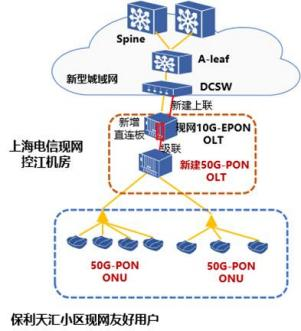 Spine
A-leaf
新型城域网
DCSW
新建上联
新增
直连板
现网10G-EPON
OLT
级联
上海电信现网
控江机房
新建50G-PON
OLT
50G-PON
ONU
50G-PON
ONU
保利天汇小区现网友好用户